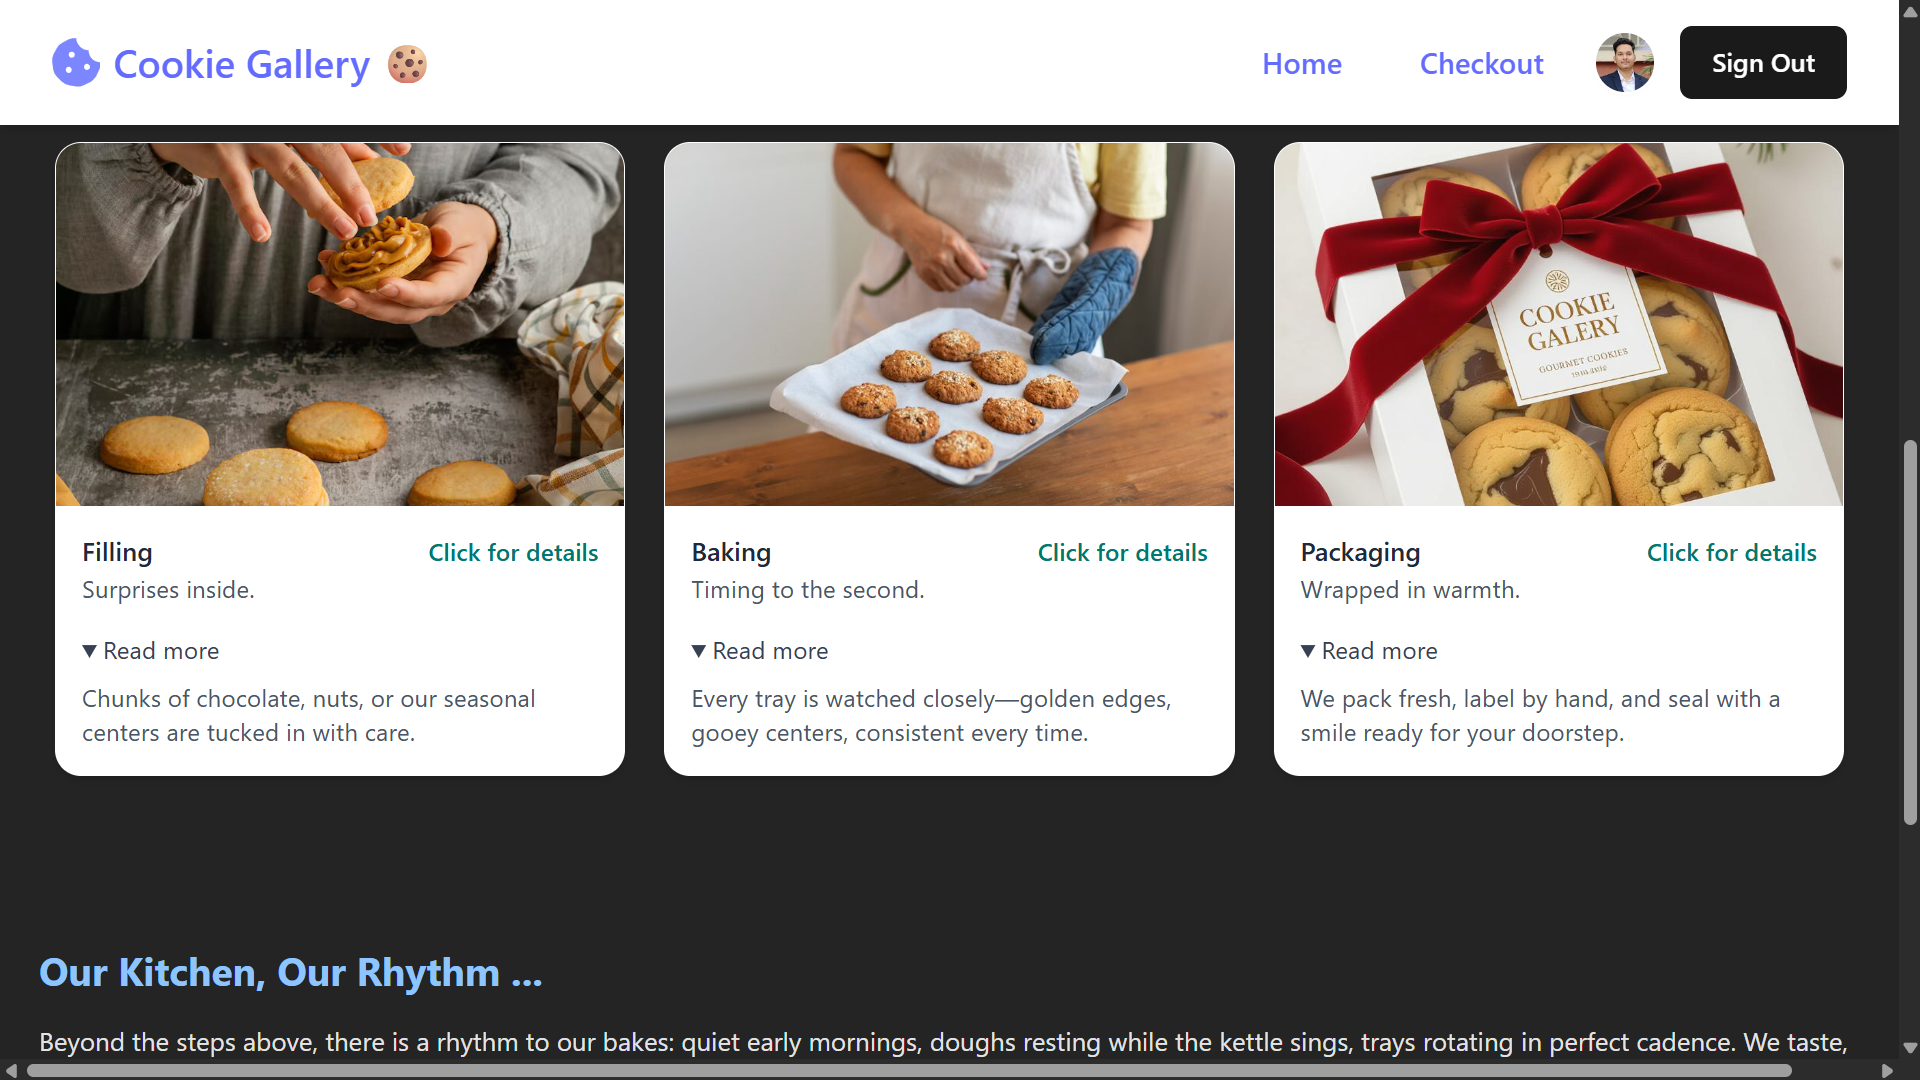 Cookie Gallery
Home
Checkout
Sign Out
COOKIE
GALERY
GOURMET COOKIES
Filling
Click for details
Surprises inside.
Read more
Chunks of chocolate, nuts, or our seasonal
centers are tucked in with care.
Baking
Click for details
Timing to the second.
Read more
Every tray is watched closely—golden edges,
gooey centers, consistent every time.
Packaging
Click for details
Wrapped in warmth.
Read more
We pack fresh, label by hand, and seal with a
smile ready for your doorstep.
Our Kitchen, Our Rhythm ...
Beyond the steps above, there is a rhythm to our bakes: quiet early mornings, doughs resting while the kettle sings, trays rotating in perfect cadence. We taste,